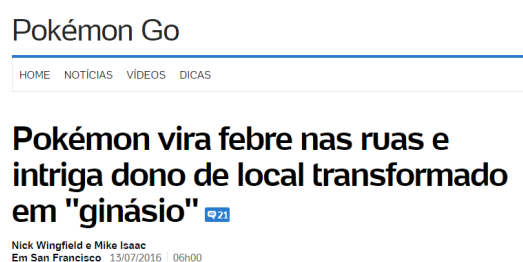 Pokémon Go
HOME NOTÍCIAS VÍDEOS DICAS
Pokémon vira febre nas ruas e
intriga dono de local transformado
em "ginásio" 21
Nick Wingfield e Mike Isaac
Em San Francisco 13/07/2016 06h00